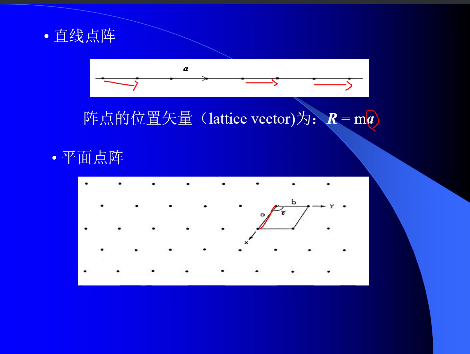 • 直线点阵
a
阵点的位置矢量（lattice vector)为：R = ma
• 平面点阵
b
Y
a
x